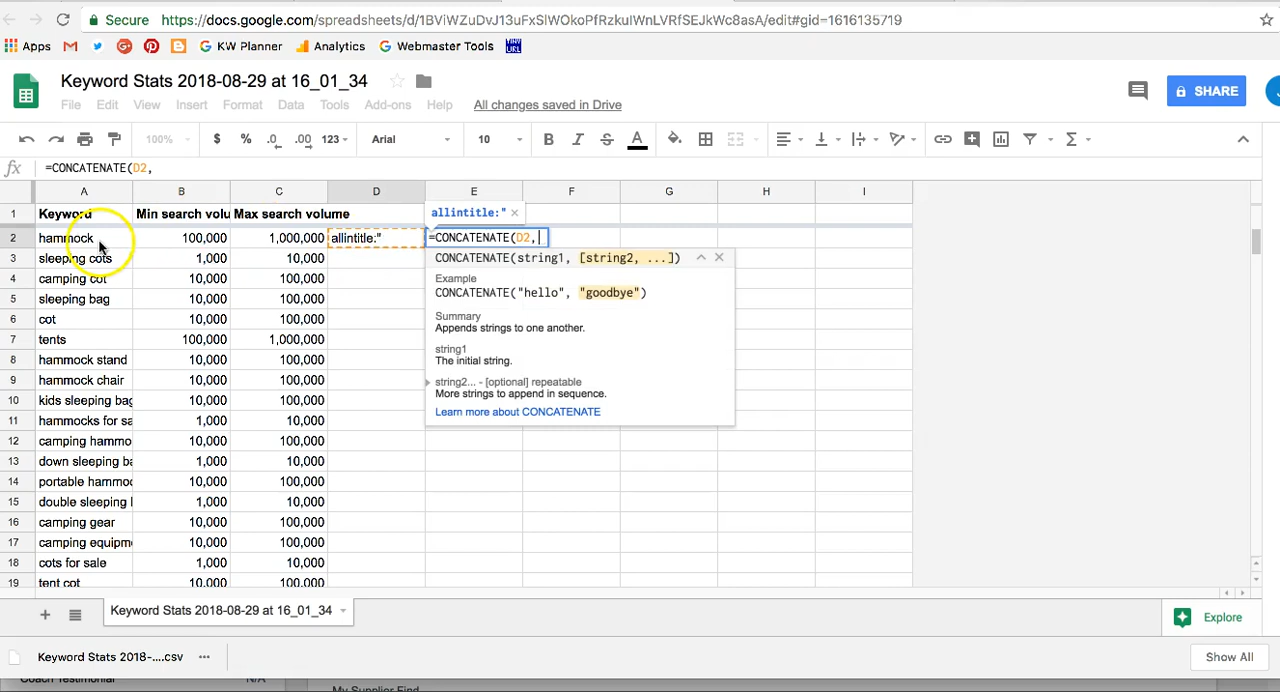 Secure https://docs.google.com/spreadsheets/d/1BViWZuDvJ13uFxSIWOkoPfRzkuIWnLVRfSEJkWc8asA/edit#gid=1616135719
Apps KW Planner Analytics Webmaster Tools
Keyword Stats 2018-08-29 at 16_01_34
File Edit View Insert Format Data Tools Add-ons Help All changes saved in Drive
SHARE
100% $ % .0 .00 123 Arial 10 B I S A
fx =CONCATENATE(D2,
A B C D E F G H I
1 Keyword Min search volu Max search volume
allintitle:" ×
2 hammock 100,000 1,000,000 allintitle:" =CONCATENATE(D2,
3 sleeping cots 1,000 10,000
CONCATENATE(string1, [string2, ...])
4 camping cot 10,000 100,000
Example
5 sleeping bag 10,000 100,000
CONCATENATE("hello", "goodbye")
6 cot 10,000 100,000
Summary
Appends strings to one another.
7 tents 100,000 1,000,000
string1
The initial string.
8 hammock stand 10,000 100,000
9 hammock chair 10,000 100,000
string2... - [optional] repeatable
More strings to append in sequence.
10 kids sleeping bag 10,000 100,000
Learn more about CONCATENATE
11 hammocks for sa 1,000 10,000
12 camping hammo 10,000 100,000
13 down sleeping ba 1,000 10,000
14 portable hammoc 10,000 100,000
15 double sleeping 1,000 10,000
16 camping gear 10,000 100,000
17 camping equipm 10,000 100,000
18 cots for sale 1,000 10,000
19 tent cot 10,000 100,000
Keyword Stats 2018-08-29 at 16_01_34
Explore
Keyword Stats 2018-....csv
Show All
Coach Testimonial N/A
My Supplier Find